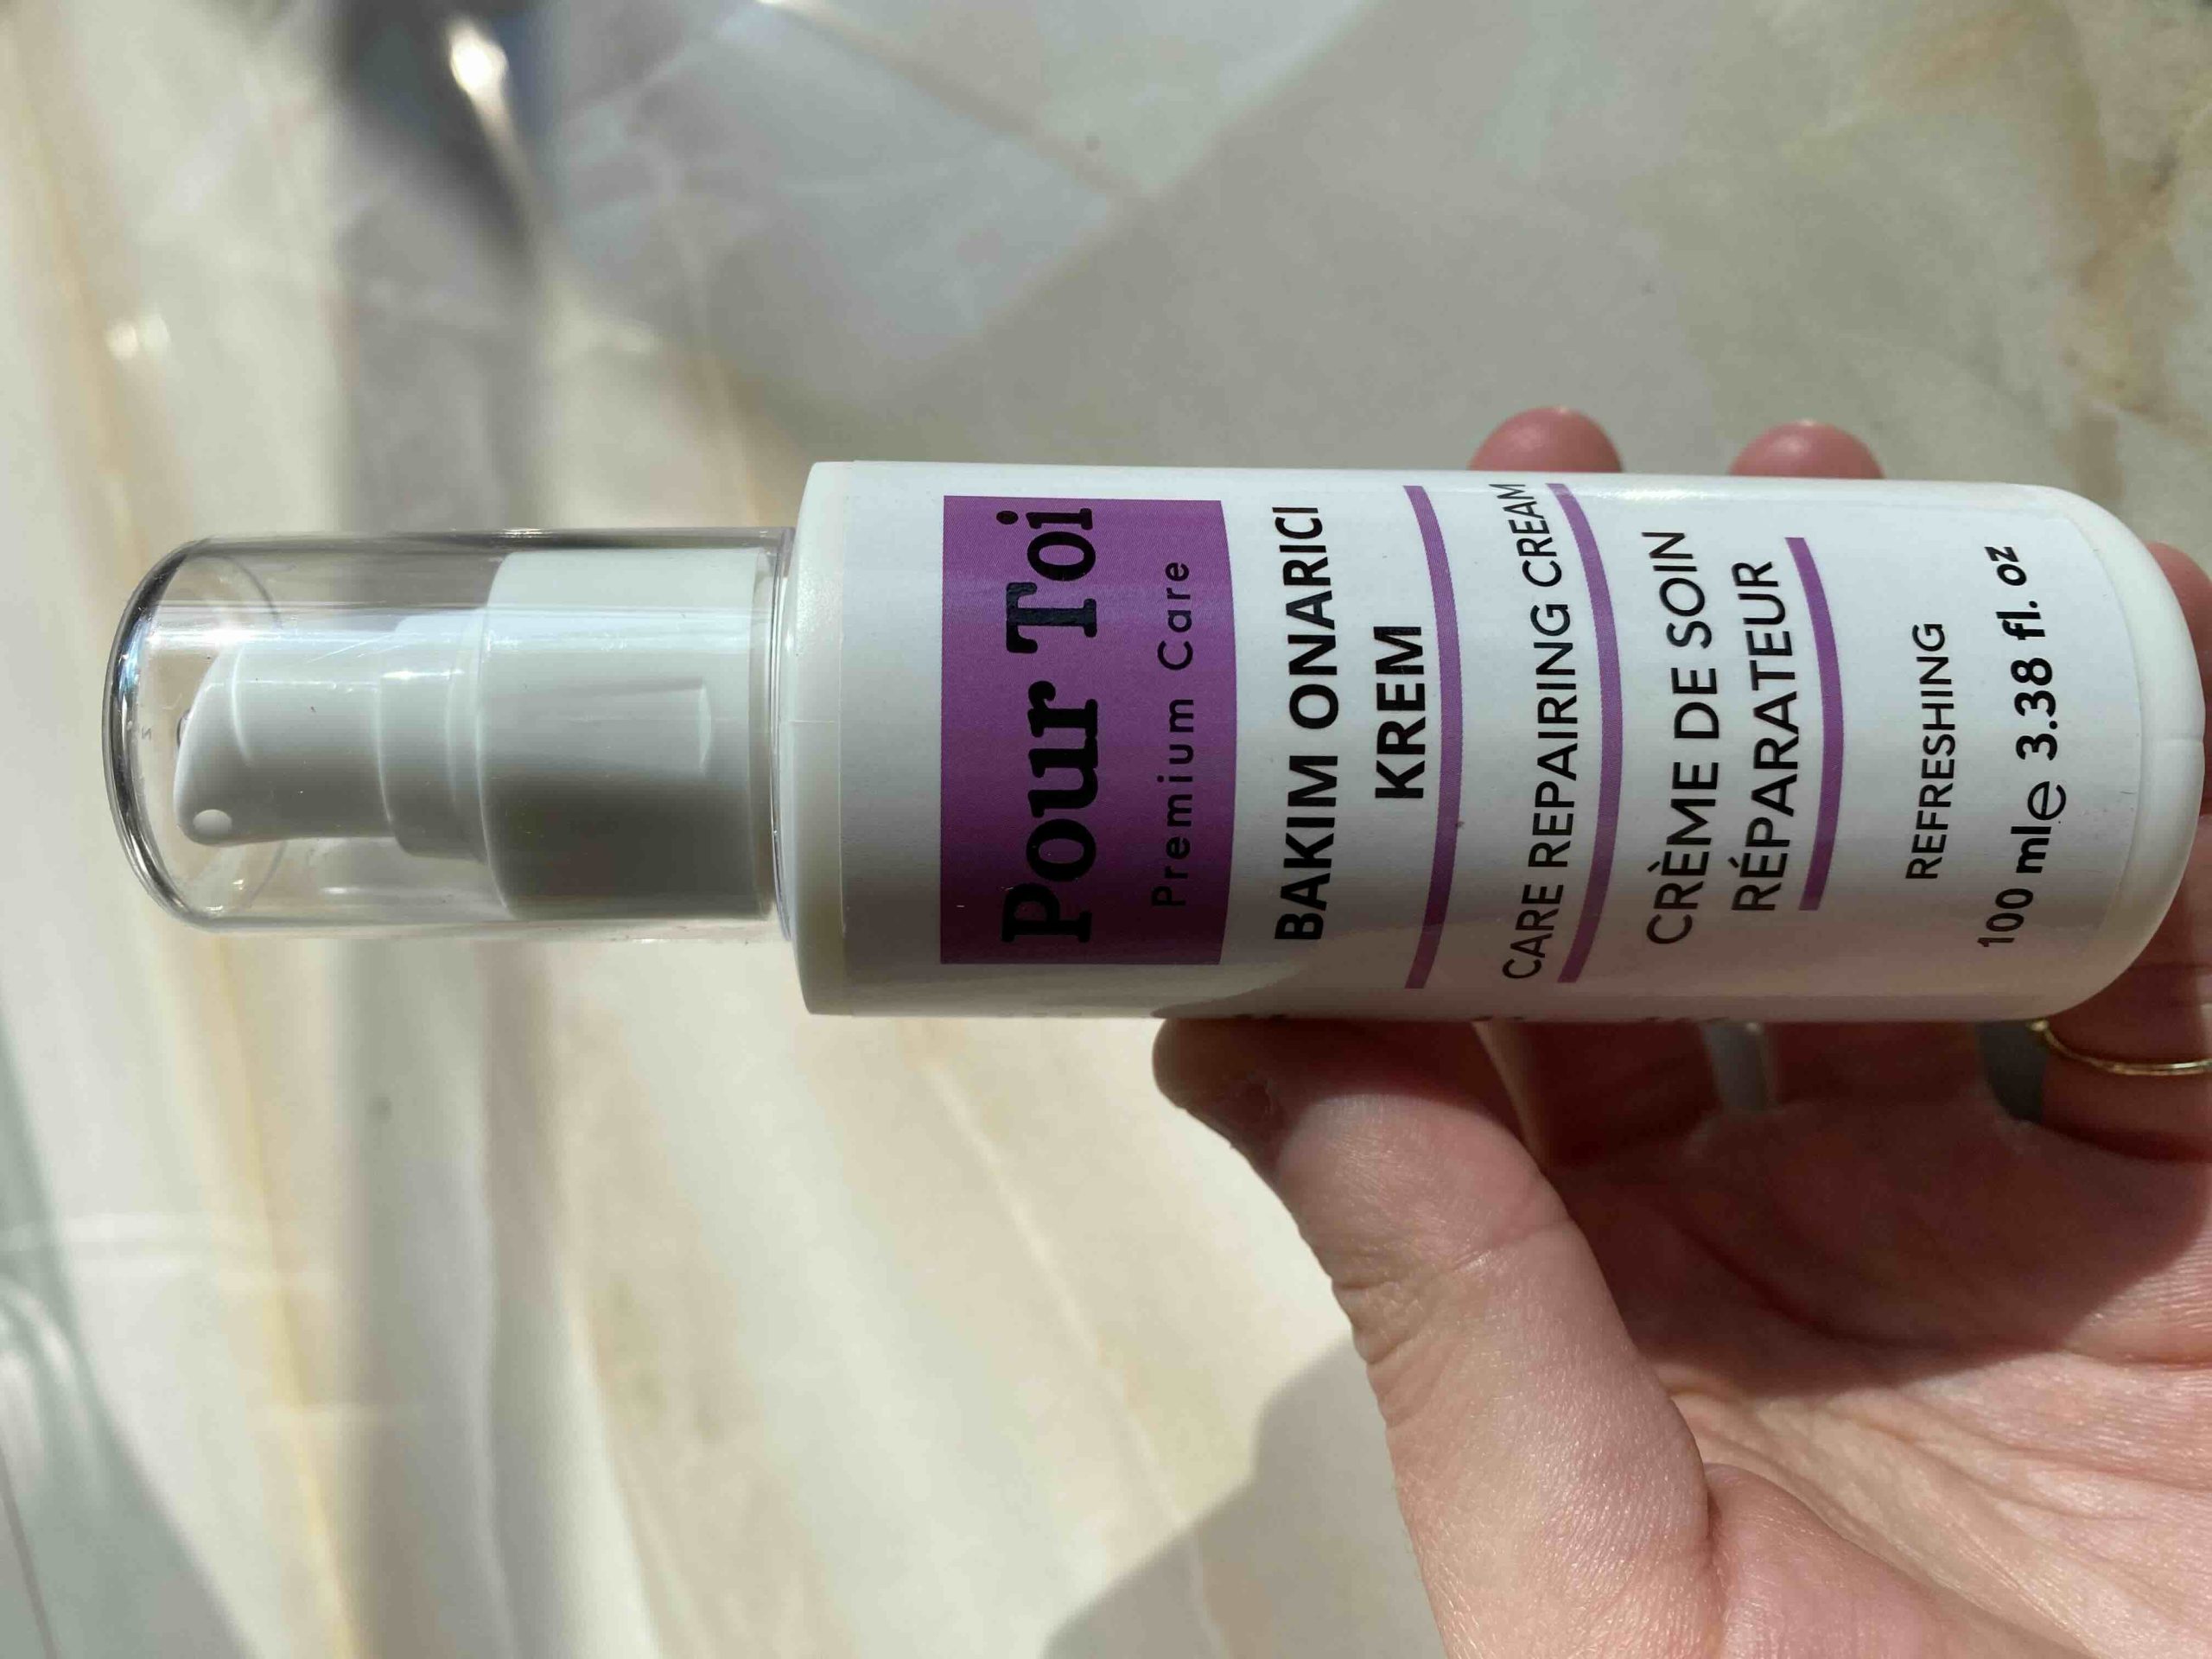 Pour Toi
Premium Care
BAKIM ONARICI
KREM
CARE REPAIRING CREAM
CRÈME DE SOIN
RÉPARATEUR
REFRESHING
100 ml℮ 3.38 fl. oz